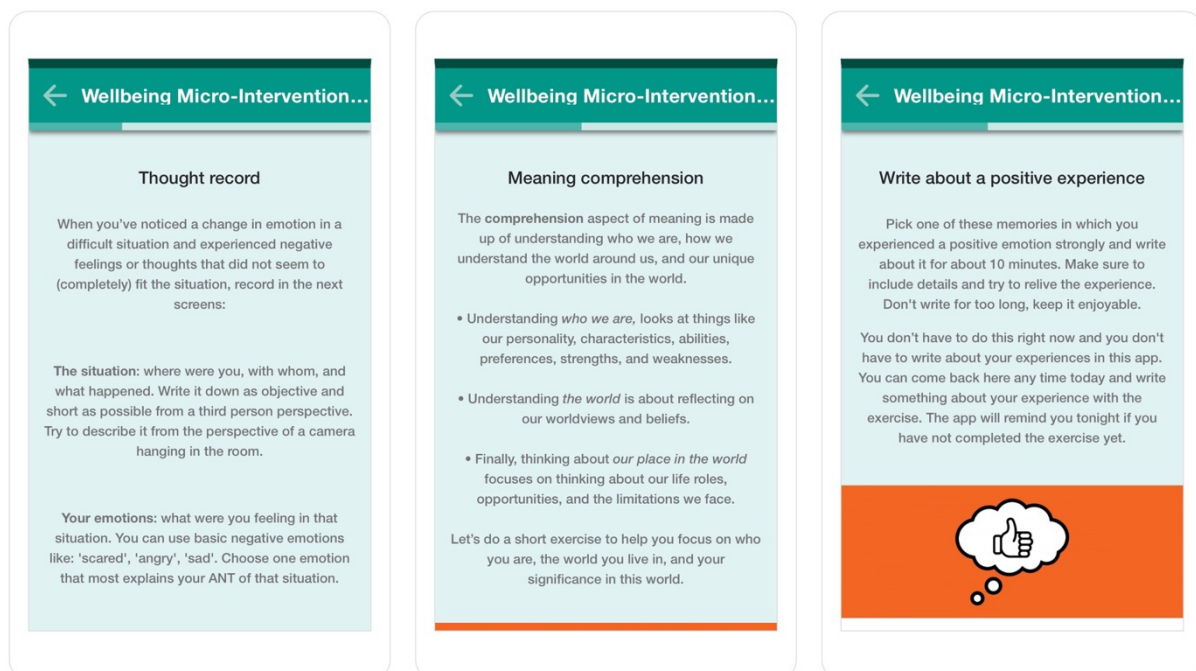 Wellbeing Micro-Intervention...
Thought record
When you've noticed a change in emotion in a
difficult situation and experienced negative
feelings or thoughts that did not seem to
(completely) fit the situation, record in the next
screens:
The situation: where were you, with whom, and
what happened. Write it down as objective and
short as possible from a third person perspective.
Try to describe it from the perspective of a camera
hanging in the room.
Your emotions: what were you feeling in that
situation. You can use basic negative emotions
like: 'scared', 'angry', 'sad'. Choose one emotion
that most explains your ANT of that situation.
Wellbeing Micro-Intervention...
Meaning comprehension
The comprehension aspect of meaning is made
up of understanding who we are, how we
understand the world around us, and our unique
opportunities in the world.
• Understanding who we are, looks at things like
our personality, characteristics, abilities,
preferences, strengths, and weaknesses.
• Understanding the world is about reflecting on
our worldviews and beliefs.
• Finally, thinking about our place in the world
focuses on thinking about our life roles,
opportunities, and the limitations we face.
Let's do a short exercise to help you focus on who
you are, the world you live in, and your
significance in this world.
Wellbeing Micro-Intervention...
Write about a positive experience
Pick one of these memories in which you
experienced a positive emotion strongly and write
about it for about 10 minutes. Make sure to
include details and try to relive the experience.
Don't write for too long, keep it enjoyable.
You don't have to do this right now and you don't
have to write about your experiences in this app.
You can come back here any time today and write
something about your experience with the
exercise. The app will remind you tonight if you
have not completed the exercise yet.